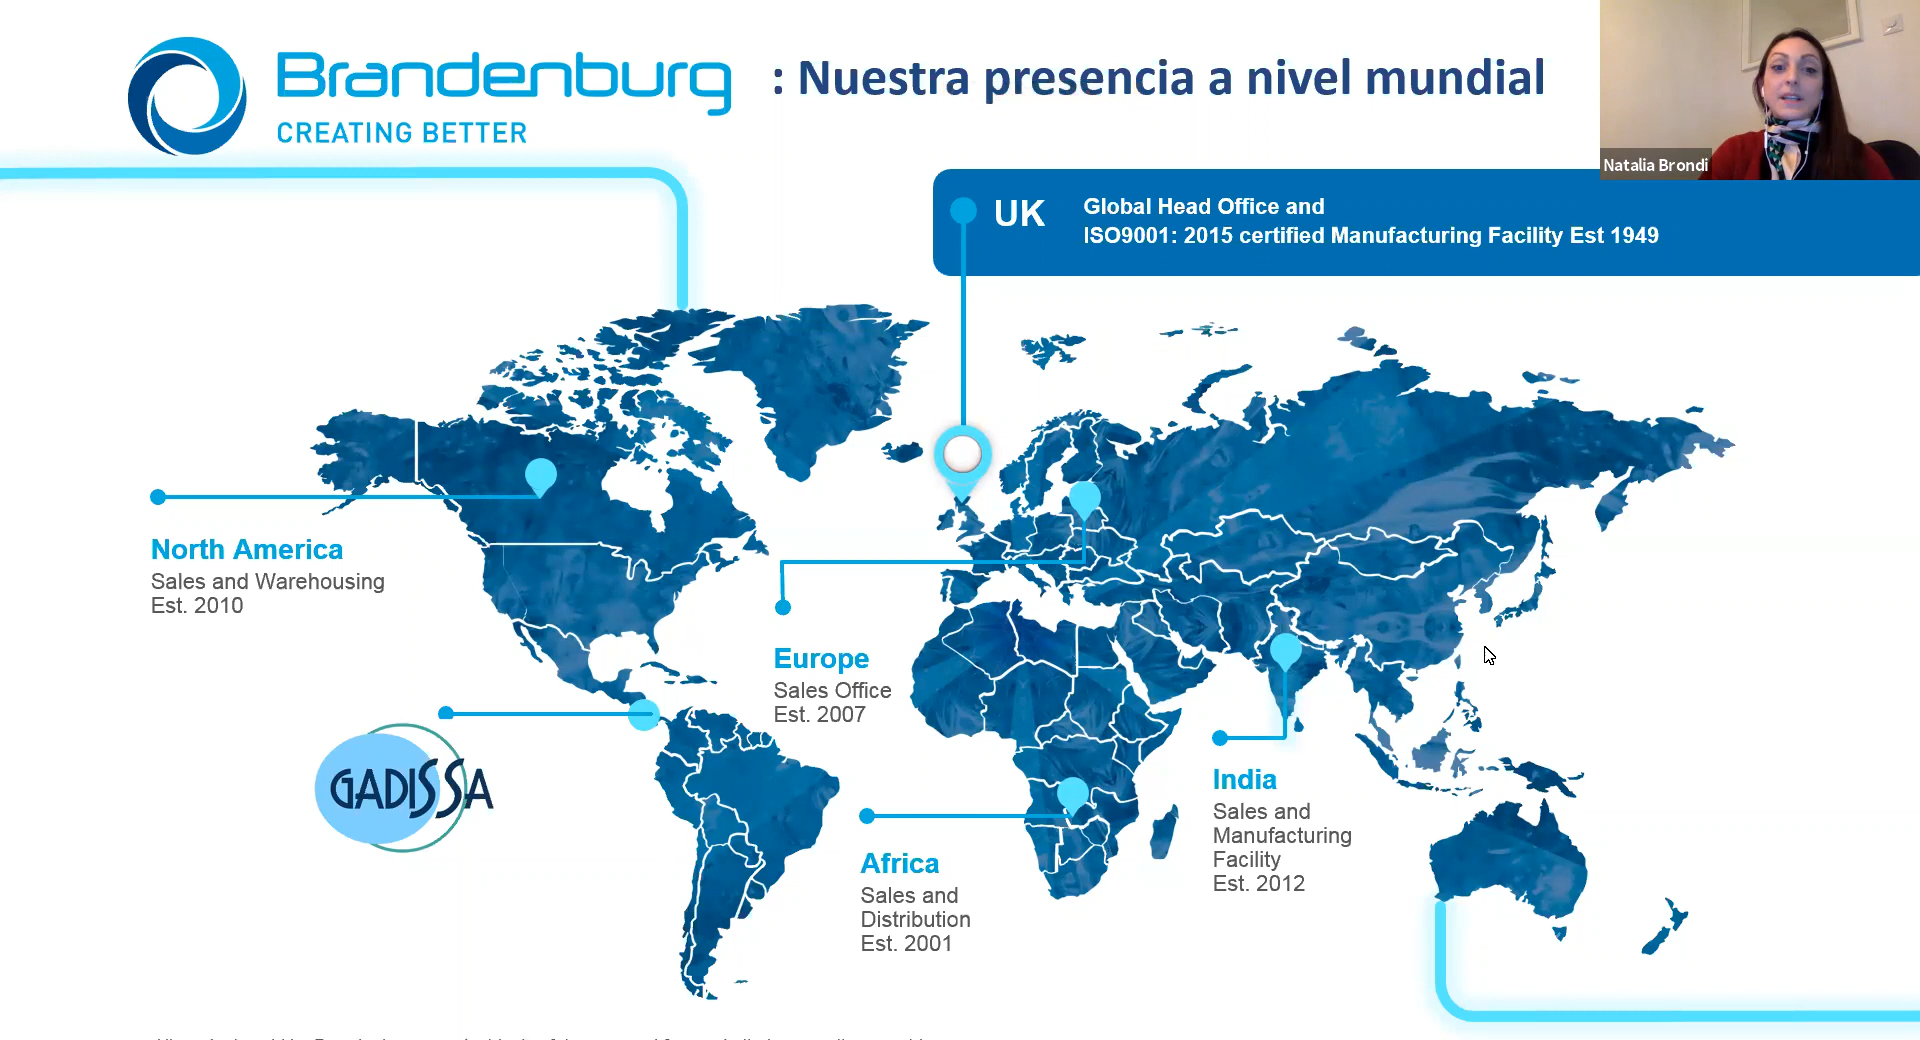 Brandenburg
CREATING BETTER
: Nuestra presencia a nivel mundial
Natalia Brondi
UK
Global Head Office and
ISO9001: 2015 certified Manufacturing Facility Est 1949
North America
Sales and Warehousing
Est. 2010
Europe
Sales Office
Est. 2007
GADISSA
India
Sales and
Manufacturing
Facility
Est. 2012
Africa
Sales and
Distribution
Est. 2001